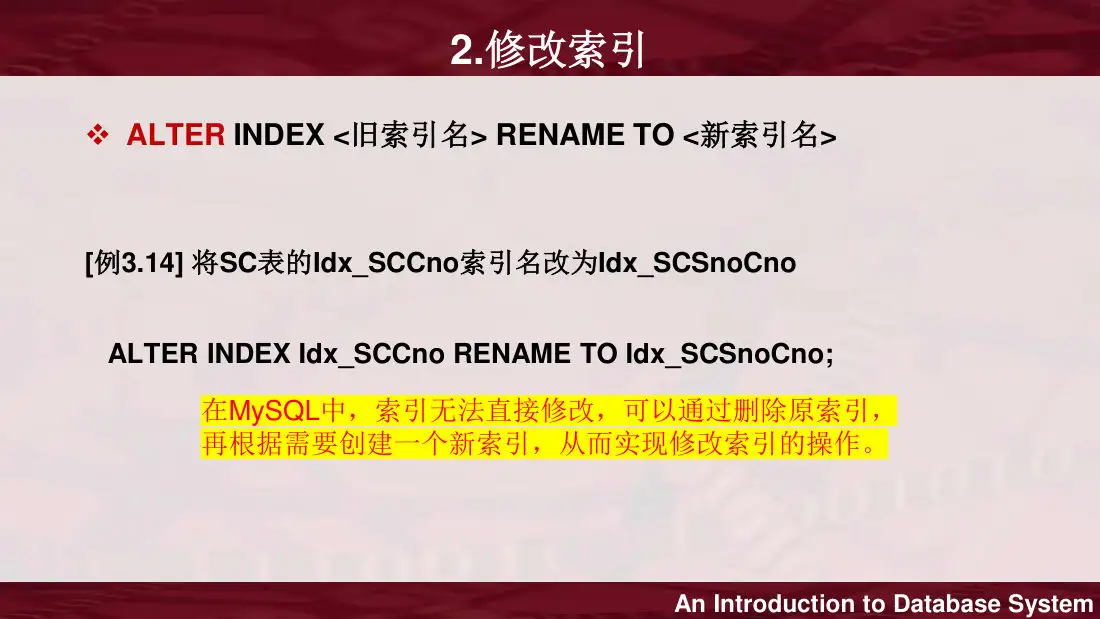 2.修改索引
❖ ALTER INDEX <旧索引名> RENAME TO <新索引名>
[例3.14] 将SC表的Idx_SCCno索引名改为Idx_SCSnoCno
ALTER INDEX Idx_SCCno RENAME TO Idx_SCSnoCno;
在MySQL中，索引无法直接修改，可以通过删除原索引，
再根据需要创建一个新索引，从而实现修改索引的操作。
An Introduction to Database System